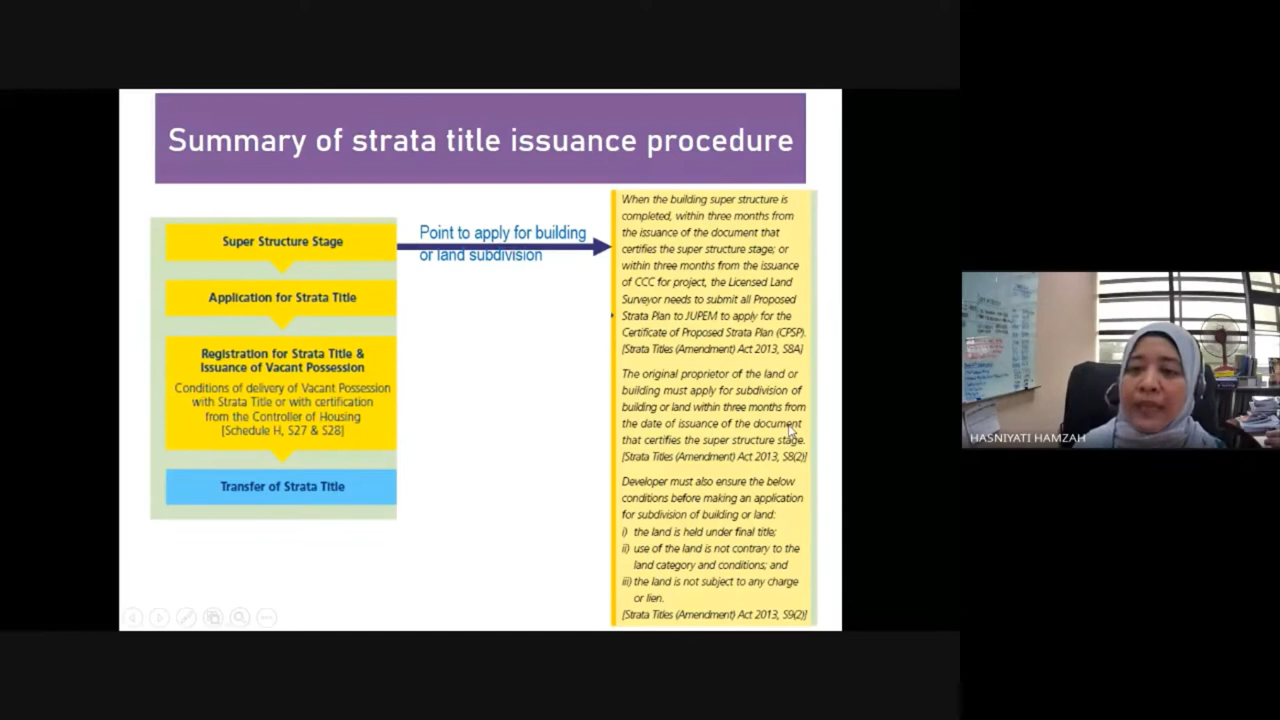 Summary of strata title issuance procedure
Super Structure Stage
Application for Strata Title
Registration for Strata Title &
Issuance of Vacant Possession
Conditions of delivery of Vacant Possession
with Strata Title or with certification
from the Controller of Housing
[Schedule H, S27 & S28]
Transfer of Strata Title
Point to apply for building
or land subdivision
When the building super structure is
completed, within three months from
the issuance of the document that
certifies the super structure stage; or
within three months from the issuance
of CCC for project, the Licensed Land
Surveyor needs to submit all Proposed
Strata Plan to JUPEM to apply for the
Certificate of Proposed Strata Plan (CPSP).
[Strata Titles (Amendment) Act 2013, S8A]
The original proprietor of the land or
building must apply for subdivision of
building or land within three months from
the date of issuance of the document
that certifies the super structure stage.
[Strata Titles (Amendment) Act 2013, S8(2)]
Developer must also ensure the below
conditions before making an application
for subdivision of building or land:
i) the land is held under final title;
ii) use of the land is not contrary to the
land category and conditions; and
iii) the land is not subject to any charge
or lien.
[Strata Titles (Amendment) Act 2013, S9(2)]
HASNIYATI HAMZAH